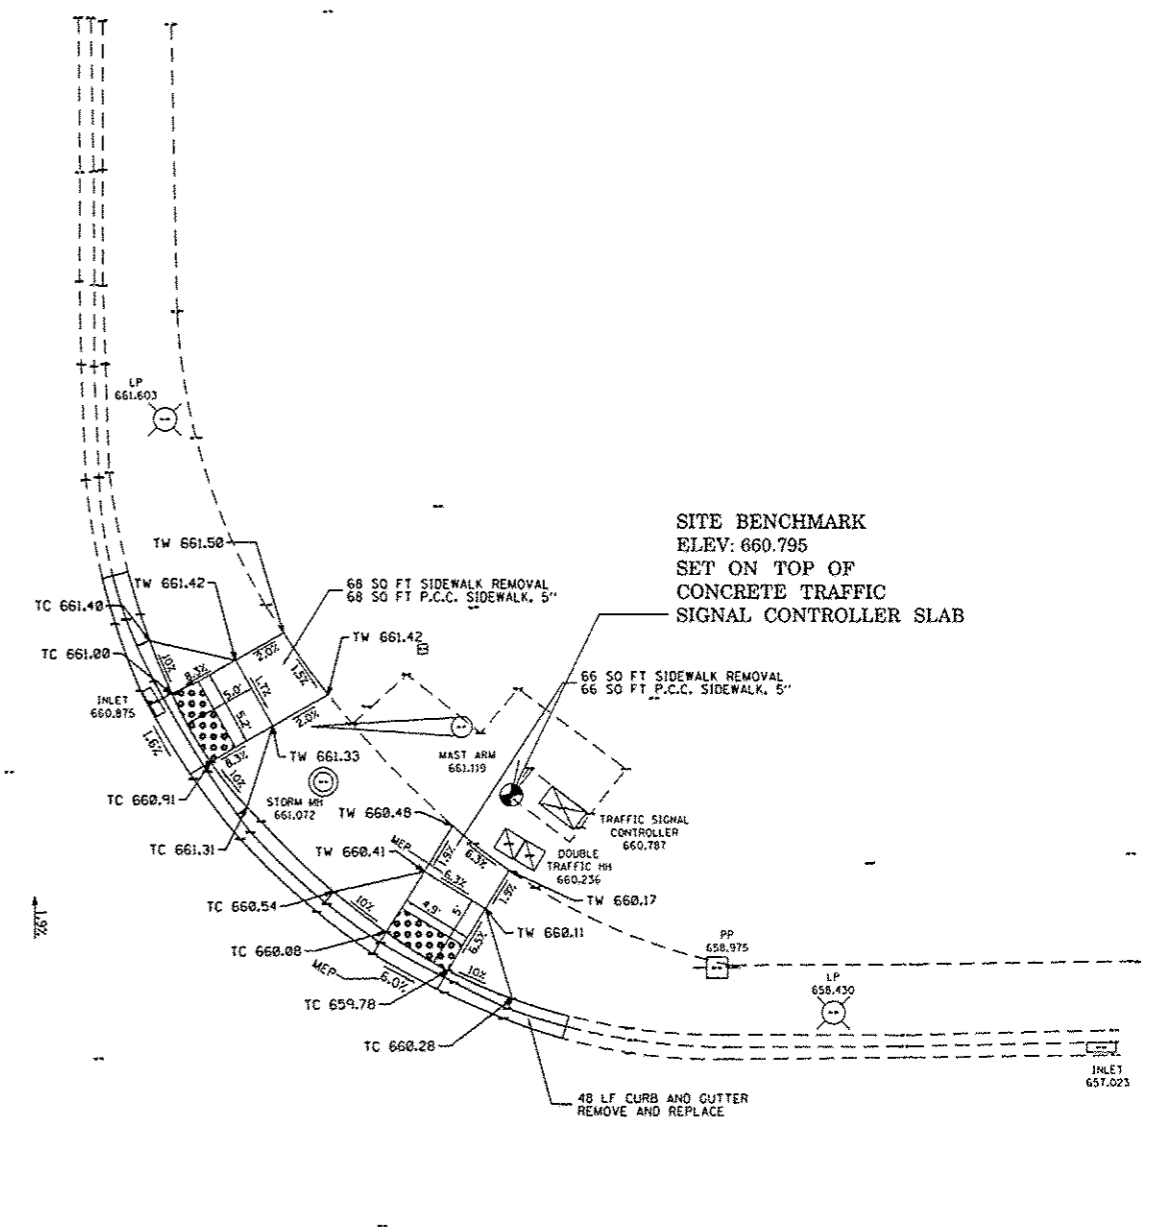 LP
661.603
SITE BENCHMARK
ELEV: 660.795
SET ON TOP OF
CONCRETE TRAFFIC
SIGNAL CONTROLLER SLAB
TW 661.50
TW 661.42
TC 661.40
TC 661.00
68 SQ FT SIDEWALK REMOVAL
68 SQ FT P.C.C. SIDEWALK, 5"
TW 661.42
66 SQ FT SIDEWALK REMOVAL
66 SQ FT P.C.C. SIDEWALK, 5"
INLET
660.875
10%
8.3%
2.0%
1.5%
5.0'
1.7%
5.2'
2.0%
1.9%
8.3%
10%
TW 661.33
MAST ARM
661.119
TC 660.91
STORM MH
661.072
TW 660.48
TRAFFIC SIGNAL
CONTROLLER
660.787
TC 661.31
TW 660.41
MEP
1.9%
6.3%
6.3%
DOUBLE
TRAFFIC HH
660.236
1.9%
TW 660.17
TC 660.54
10%
4.9'
5'
6.5%
TW 660.11
1.9%
TC 660.08
PP
658.975
MEP
6.0%
10%
LP
658.430
TC 659.78
TC 660.28
INLET
657.023
48 LF CURB AND GUTTER
REMOVE AND REPLACE